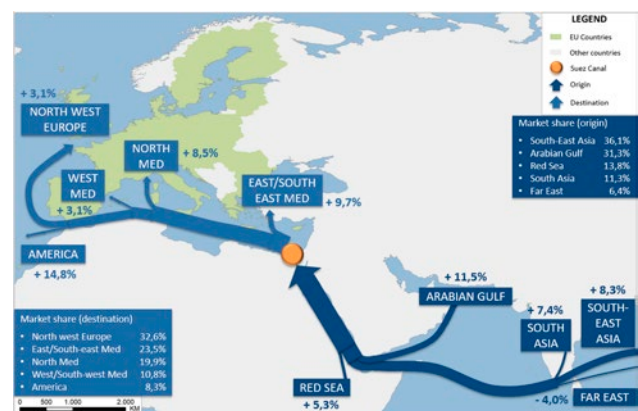 LEGEND
EU Countries
Other countries
Suez Canal
Origin
Destination
+ 3,1%
NORTH WEST
EUROPE
NORTH
MED
+ 8,5%
WEST
MED
+ 3,1%
EAST/SOUTH
EAST MED
+ 9,7%
AMERICA
+ 14,8%
Market share (origin)
• South-East Asia 36,1%
• Arabian Gulf 31,3%
• Red Sea 13,8%
• South Asia 11,3%
• Far East 6,4%
+ 11,5%
ARABIAN GULF
+ 7,4%
SOUTH
ASIA
+ 8,3%
SOUTH-
EAST
ASIA
RED SEA
+ 5,3%
- 4,0%
FAR EAST
Market share (destination)
• North west Europe 32,6%
• East/South-east Med 23,5%
• North Med 19,9%
• West/South-west Med 10,8%
• America 8,3%
0 500 1.000 2.000
KM